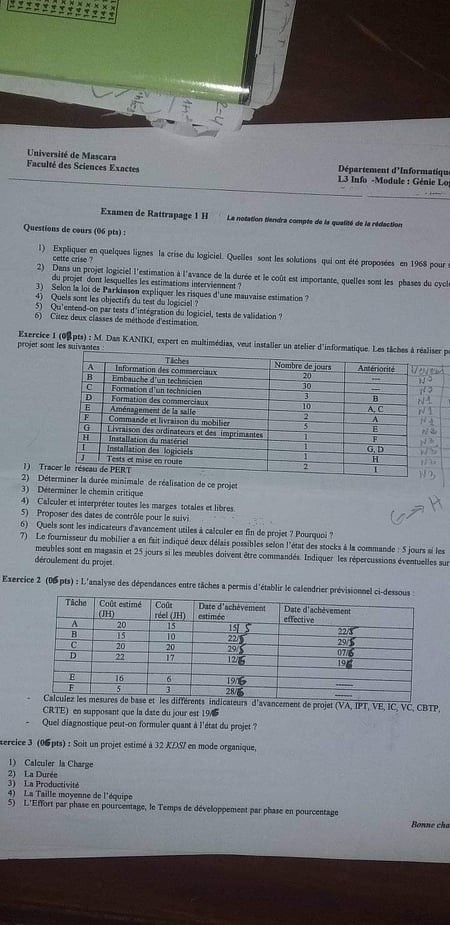 Université de Mascara
Faculté des Sciences Exactes
Département d'Informatique
L3 Info -Module : Génie Lo
Examen de Rattrapage 1 H La notation tiendra compte de la qualité de la rédaction
Questions de cours (06 pts) :
1) Expliquer en quelques lignes la crise du logiciel. Quelles sont les solutions qui ont été proposées en 1968 pour
cette crise ?
2) Dans un projet logiciel l'estimation à l'avance de la durée et le coût est importante, quelles sont les phases du cycl
du projet dont lesquelles les estimations interviennent ?
3) Selon la loi de Parkinson expliquer les risques d'une mauvaise estimation ?
4) Quels sont les objectifs du test du logiciel ?
5) Qu'entend-on par tests d'intégration du logiciel, tests de validation ?
6) Citez deux classes de méthode d'estimation.
Exercice 1 (08 pts) : M. Dan KANIKI, expert en multimédias, veut installer un atelier d'informatique. Les tâches à réaliser p
projet sont les suivantes :
Tâches Nombre de jours Antériorité
A Information des commerciaux 20 ---
B Embauche d'un technicien 30 ---
C Formation d'un technicien 3 B
D Formation des commerciaux 10 A, C
E Aménagement de la salle 2 A
F Commande et livraison du mobilier 5 E
G Livraison des ordinateurs et des imprimantes 1 F
H Installation du matériel 1 G, D
I Installation des logiciels 1 H
J Tests et mise en route 2 I
G → H
1) Tracer le réseau de PERT
2) Déterminer la durée minimale de réalisation de ce projet
3) Déterminer le chemin critique
4) Calculer et interpréter toutes les marges totales et libres.
5) Proposer des dates de contrôle pour le suivi.
6) Quels sont les indicateurs d'avancement utiles à calculer en fin de projet ? Pourquoi ?
7) Le fournisseur du mobilier a en fait indiqué deux délais possibles selon l'état des stocks à la commande : 5 jours si les
meubles sont en magasin et 25 jours si les meubles doivent être commandés. Indiquer les répercussions éventuelles sur
déroulement du projet.
Exercice 2 (06 pts) : L'analyse des dépendances entre tâches a permis d'établir le calendrier prévisionnel ci-dessous :
Tâche Coût estimé (JH) Coût réel (JH) Date d'achèvement estimée Date d'achèvement effective
A 20 15 15/5 22/5
B 15 10 22/5 29/5
C 20 20 29/5 07/6
D 22 17 12/6 19/6
E 16 6 19/6 ------
F 5 3 28/6 ------
- Calculez les mesures de base et les différents indicateurs d'avancement de projet (VA, IPT, VE, IC, VC, CBTP,
CRTE) en supposant que la date du jour est 19/6
- Quel diagnostique peut-on formuler quant à l'état du projet ?
xercice 3 (06 pts) : Soit un projet estimé à 32 KDSI en mode organique,
1) Calculer la Charge
2) La Durée
3) La Productivité
4) La Taille moyenne de l'équipe
5) L'Effort par phase en pourcentage, le Temps de développement par phase en pourcentage
Bonne cha